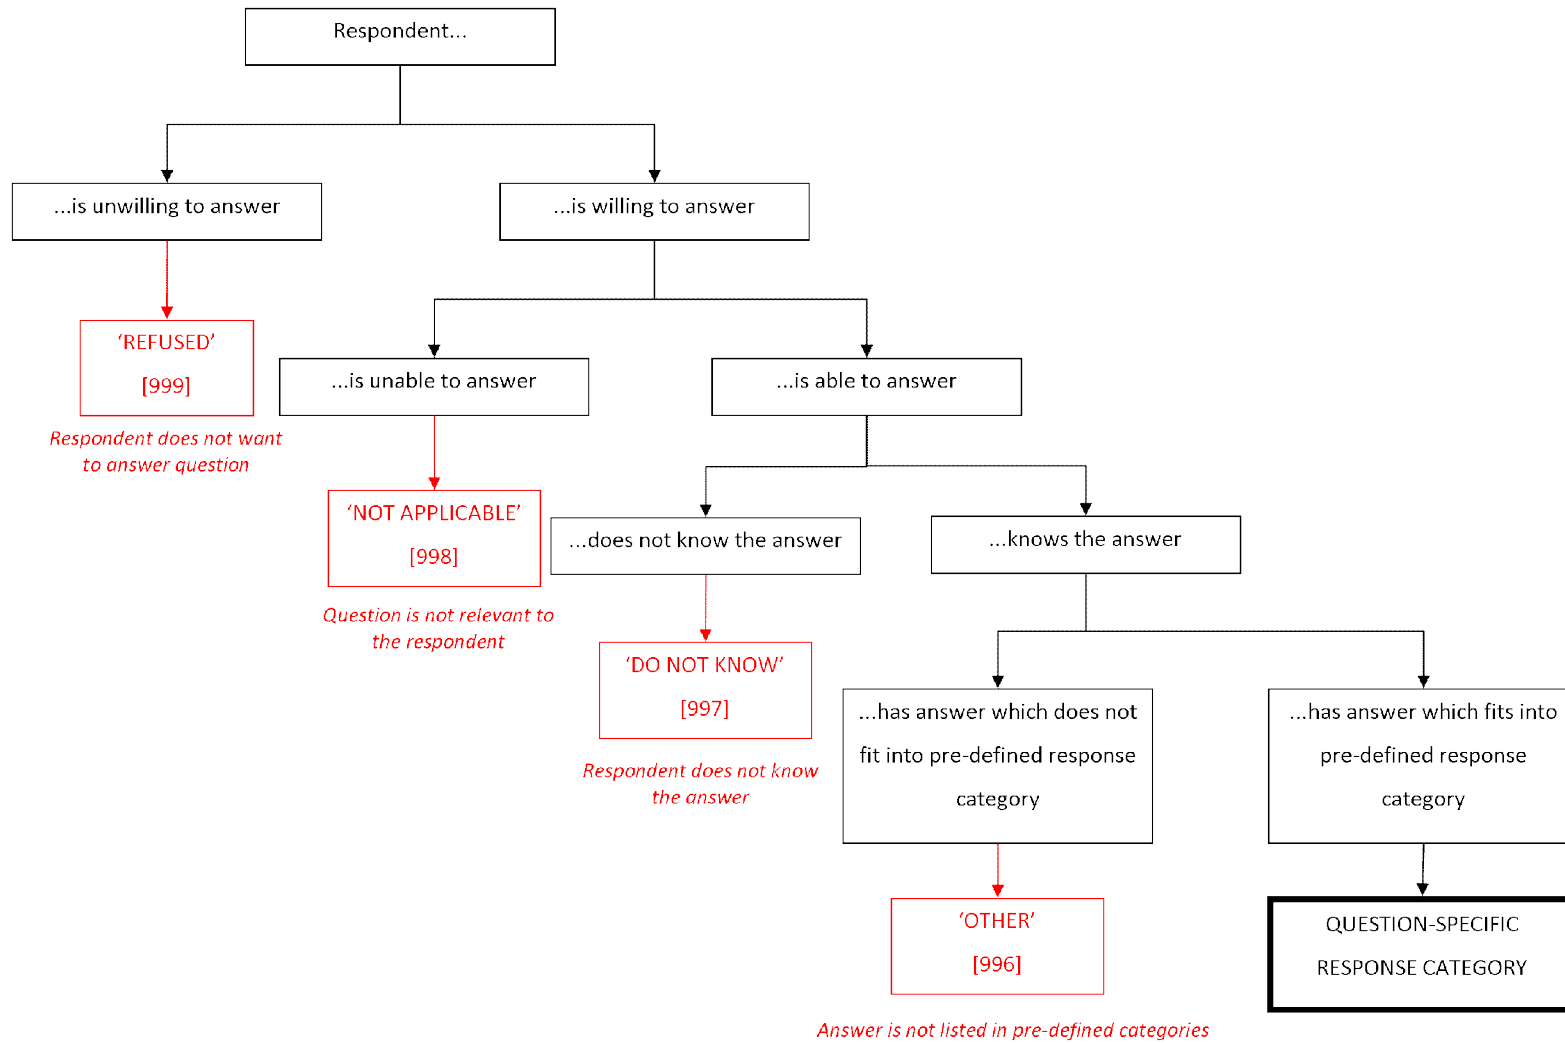 Respondent...
...is unwilling to answer
...is willing to answer
‘REFUSED’
[999]
Respondent does not want
to answer question
...is unable to answer
...is able to answer
‘NOT APPLICABLE’
[998]
Question is not relevant to
the respondent
...does not know the answer
...knows the answer
‘DO NOT KNOW’
[997]
Respondent does not know
the answer
...has answer which does not
fit into pre-defined response
category
...has answer which fits into
pre-defined response
category
‘OTHER’
[996]
Answer is not listed in pre-defined categories
QUESTION-SPECIFIC
RESPONSE CATEGORY